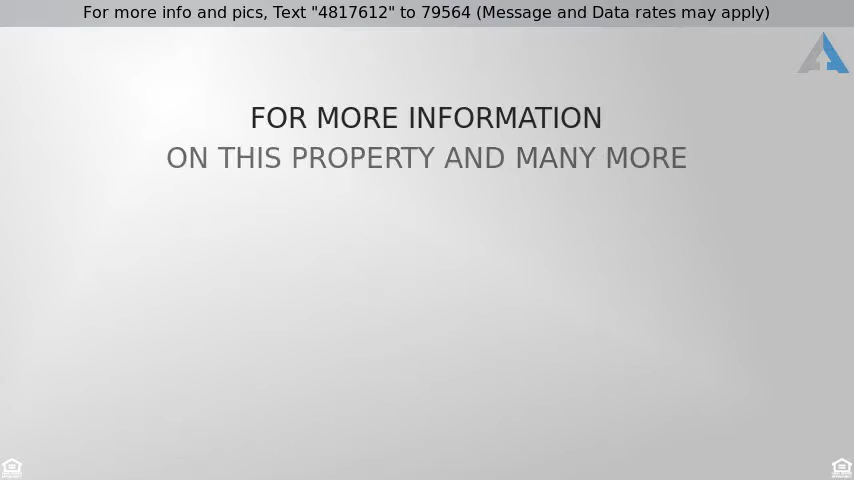 For more info and pics, Text "4817612" to 79564 (Message and Data rates may apply)
FOR MORE INFORMATION
ON THIS PROPERTY AND MANY MORE